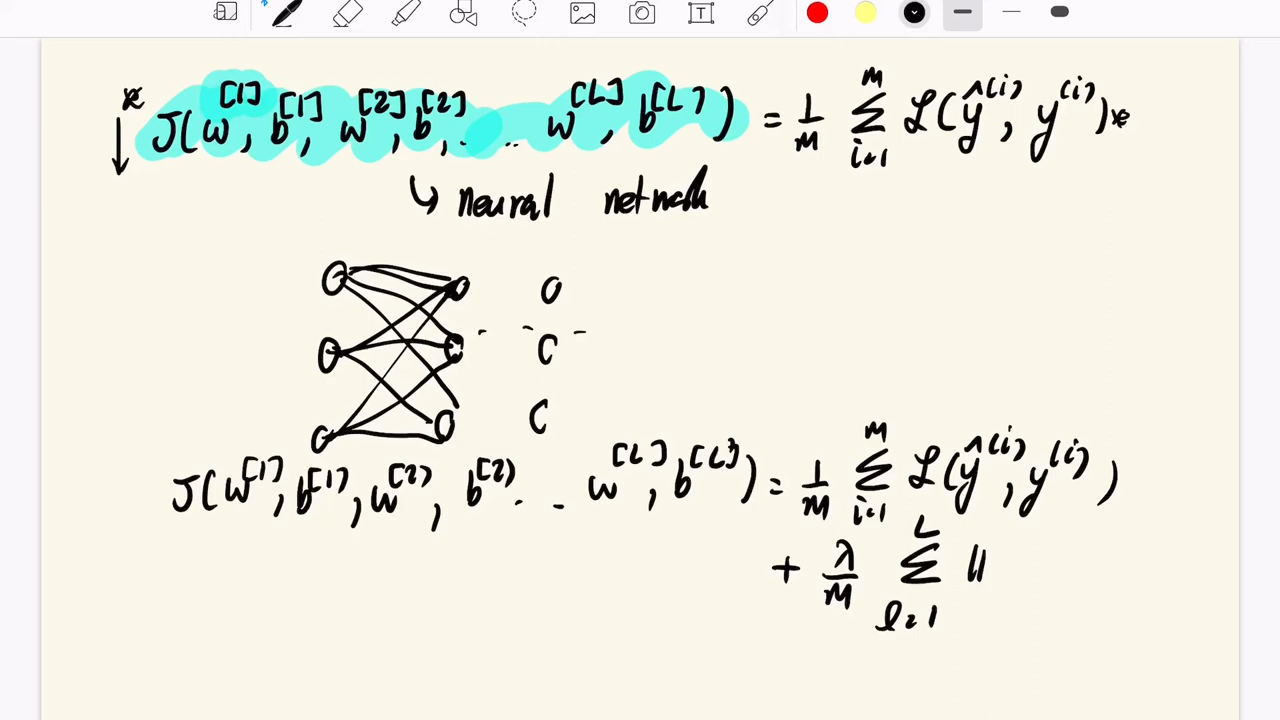 J(w^[1], b^[1], w^[2], b^[2], ... w^[L], b^[L]) = 1/m Σ_{i=1}^{m} ℒ(ŷ^(i), y^(i))
↳ neural network
J(w^[1], b^[1], w^[2], b^[2] ... w^[L], b^[L]) = 1/m Σ_{i=1}^{m} ℒ(ŷ^(i), y^(i))
+ λ/m Σ_{l=1}^{L} ||